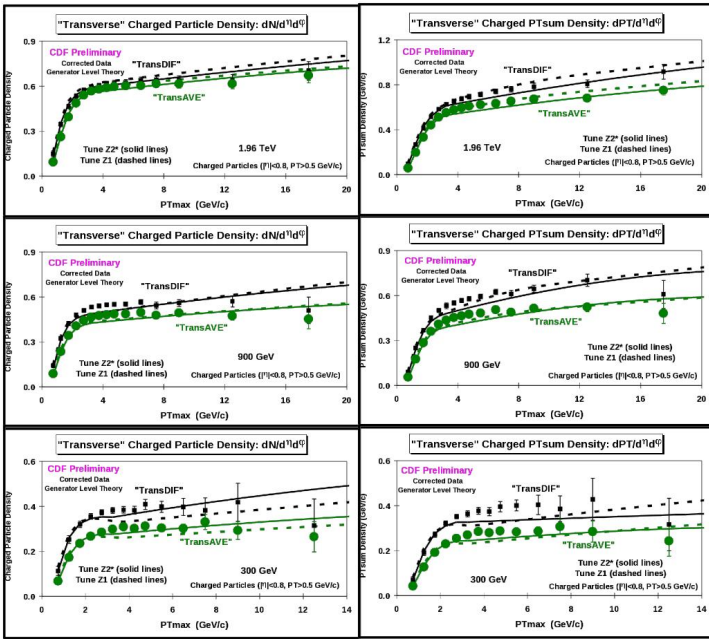 "Transverse" Charged Particle Density: dN/dηdφ
CDF Preliminary
Corrected Data
Generator Level Theory
"TransDIF"
"TransAVE"
Tune Z2* (solid lines)
Tune Z1 (dashed lines)
1.96 TeV
Charged Particles (|η|<0.8, PT>0.5 GeV/c)
Charged Particle Density
0.9
0.6
0.3
0.0
0 4 8 12 16 20
PTmax (GeV/c)
"Transverse" Charged PTsum Density: dPT/dηdφ
CDF Preliminary
Corrected Data
Generator Level Theory
"TransDIF"
"TransAVE"
Tune Z2* (solid lines)
Tune Z1 (dashed lines)
1.96 TeV
Charged Particles (|η|<0.8, PT>0.5 GeV/c)
PTsum Density (GeV/c)
1.2
0.8
0.4
0.0
0 4 8 12 16 20
PTmax (GeV/c)
"Transverse" Charged Particle Density: dN/dηdφ
CDF Preliminary
Corrected Data
Generator Level Theory
"TransDIF"
"TransAVE"
900 GeV
Tune Z2* (solid lines)
Tune Z1 (dashed lines)
Charged Particles (|η|<0.8, PT>0.5 GeV/c)
Charged Particle Density
0.9
0.6
0.3
0.0
0 4 8 12 16 20
PTmax (GeV/c)
"Transverse" Charged PTsum Density: dPT/dηdφ
CDF Preliminary
Corrected Data
Generator Level Theory
"TransDIF"
"TransAVE"
900 GeV
Tune Z2* (solid lines)
Tune Z1 (dashed lines)
Charged Particles (|η|<0.8, PT>0.5 GeV/c)
PTsum Density (GeV/c)
0.9
0.6
0.3
0.0
0 4 8 12 16 20
PTmax (GeV/c)
"Transverse" Charged Particle Density: dN/dηdφ
CDF Preliminary
Corrected Data
Generator Level Theory
"TransDIF"
"TransAVE"
Tune Z2* (solid lines)
Tune Z1 (dashed lines)
300 GeV
Charged Particles (|η|<0.8, PT>0.5 GeV/c)
Charged Particle Density
0.6
0.4
0.2
0.0
0 2 4 6 8 10 12 14
PTmax (GeV/c)
"Transverse" Charged PTsum Density: dPT/dηdφ
CDF Preliminary
Corrected Data
Generator Level Theory
"TransDIF"
"TransAVE"
Tune Z2* (solid lines)
Tune Z1 (dashed lines)
300 GeV
Charged Particles (|η|<0.8, PT>0.5 GeV/c)
PTsum Density (GeV/c)
0.6
0.4
0.2
0.0
0 2 4 6 8 10 12 14
PTmax (GeV/c)